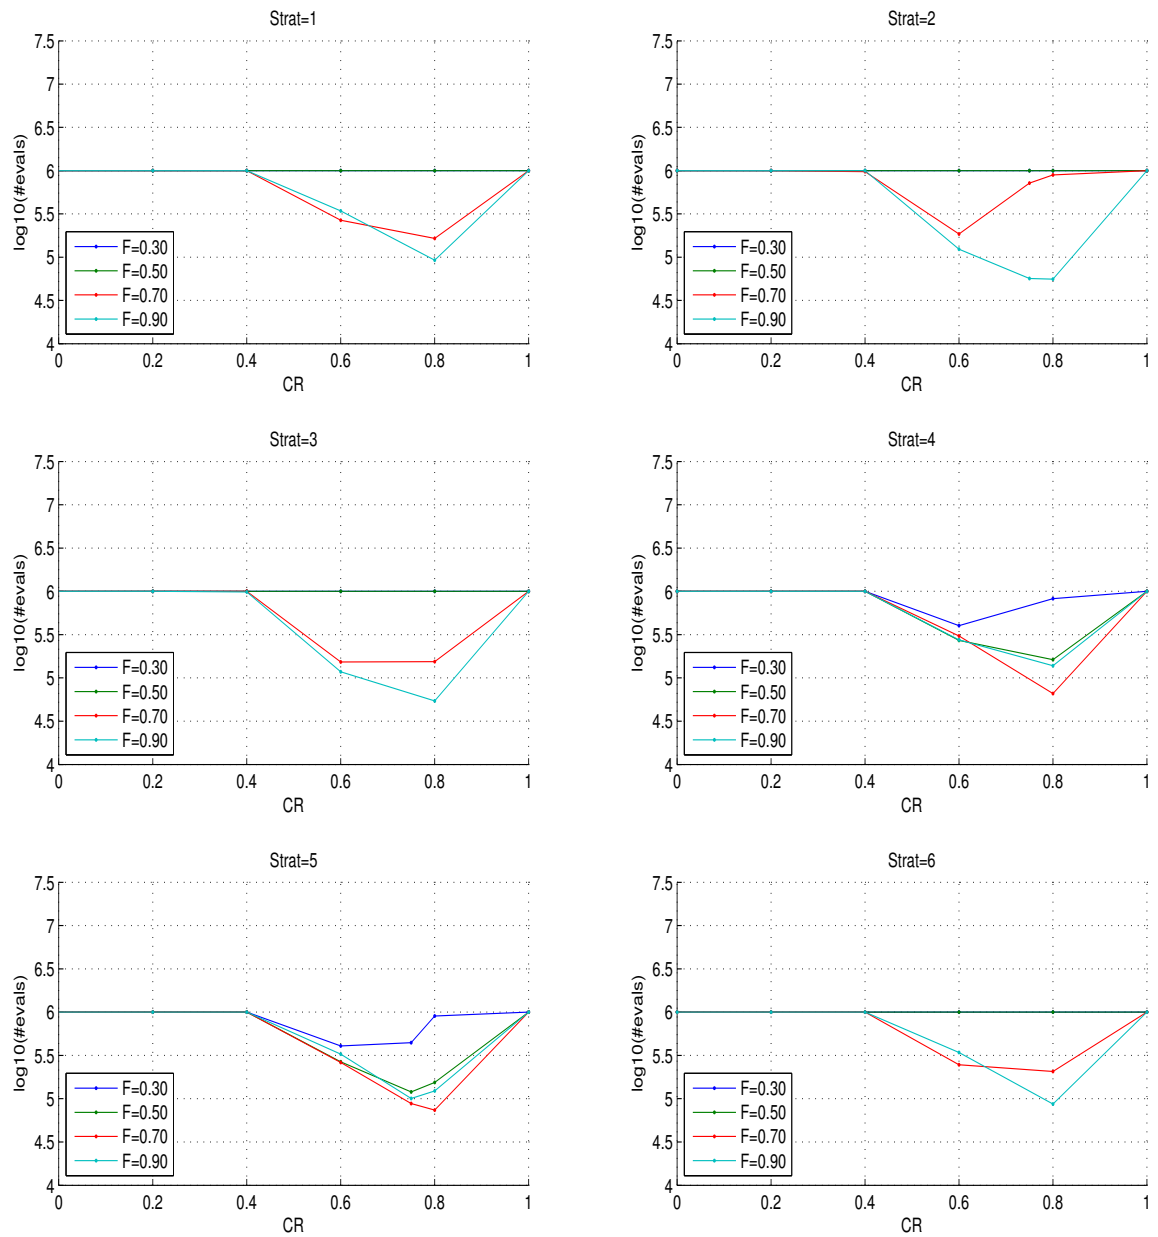 Strat=1
7.5
7
6.5
6
5.5
5
4.5
4
log10(#evals)
F=0.30
F=0.50
F=0.70
F=0.90
0 0.2 0.4 0.6 0.8 1
CR
Strat=2
7.5
7
6.5
6
5.5
5
4.5
4
log10(#evals)
F=0.30
F=0.50
F=0.70
F=0.90
0 0.2 0.4 0.6 0.8 1
CR
Strat=3
7.5
7
6.5
6
5.5
5
4.5
4
log10(#evals)
F=0.30
F=0.50
F=0.70
F=0.90
0 0.2 0.4 0.6 0.8 1
CR
Strat=4
7.5
7
6.5
6
5.5
5
4.5
4
log10(#evals)
F=0.30
F=0.50
F=0.70
F=0.90
0 0.2 0.4 0.6 0.8 1
CR
Strat=5
7.5
7
6.5
6
5.5
5
4.5
4
log10(#evals)
F=0.30
F=0.50
F=0.70
F=0.90
0 0.2 0.4 0.6 0.8 1
CR
Strat=6
7.5
7
6.5
6
5.5
5
4.5
4
log10(#evals)
F=0.30
F=0.50
F=0.70
F=0.90
0 0.2 0.4 0.6 0.8 1
CR